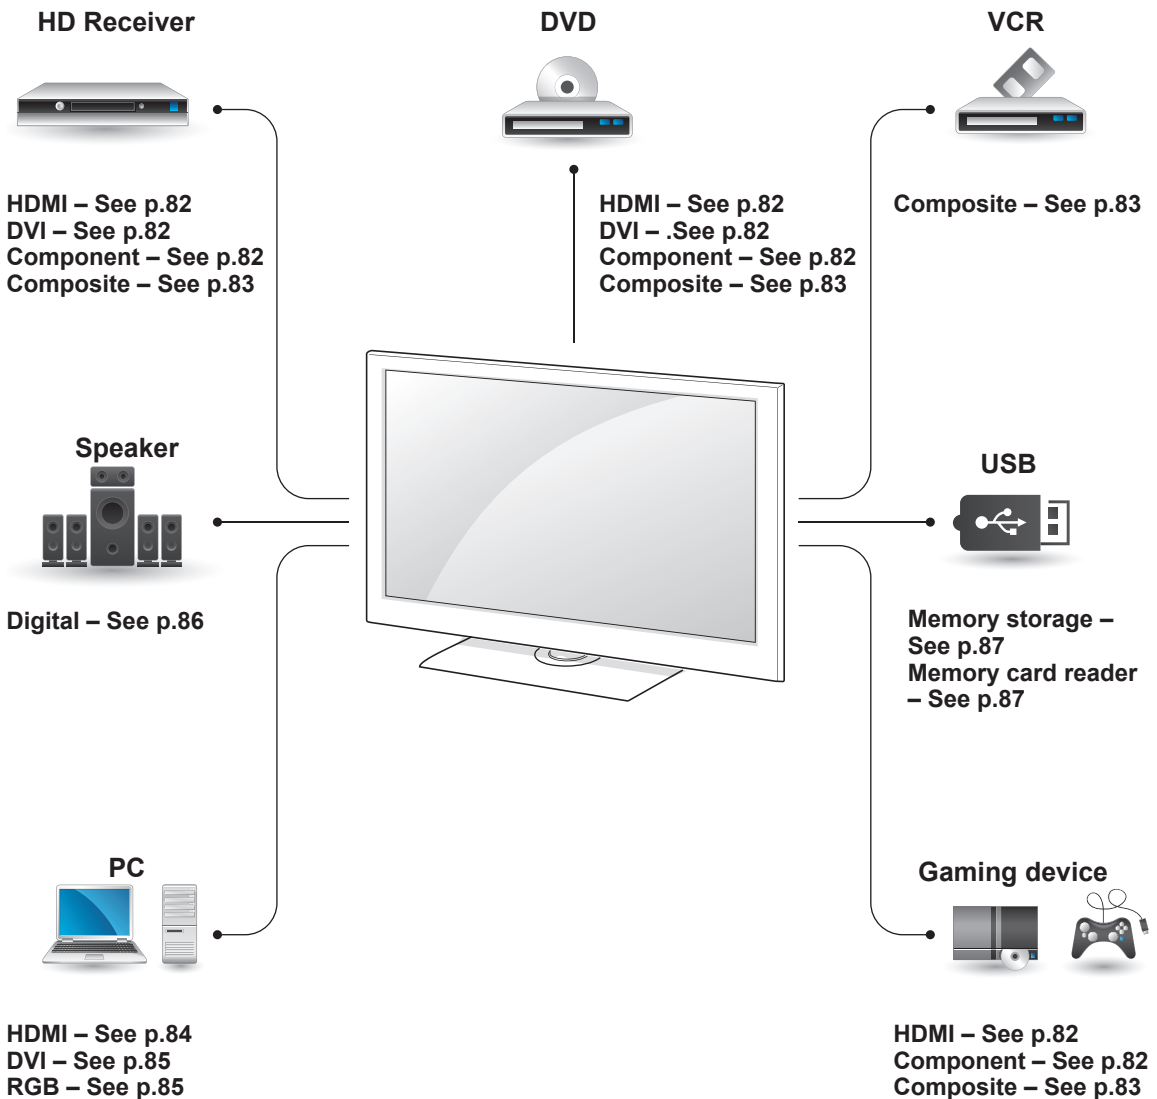 HD Receiver
HDMI – See p.82
DVI – See p.82
Component – See p.82
Composite – See p.83
DVD
HDMI – See p.82
DVI – .See p.82
Component – See p.82
Composite – See p.83
VCR
Composite – See p.83
Speaker
Digital – See p.86
USB
Memory storage –
See p.87
Memory card reader
– See p.87
PC
HDMI – See p.84
DVI – See p.85
RGB – See p.85
Gaming device
HDMI – See p.82
Component – See p.82
Composite – See p.83